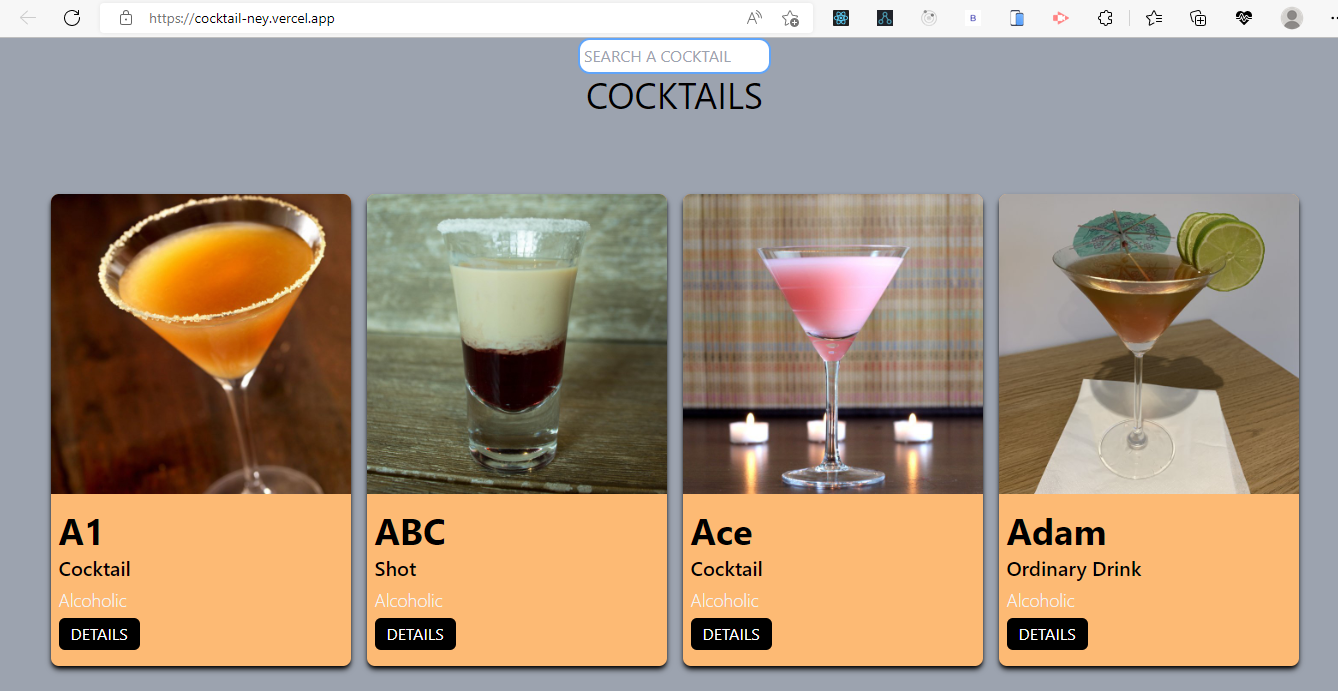 https://cocktail-ney.vercel.app
SEARCH A COCKTAIL
COCKTAILS
A1
Cocktail
Alcoholic
DETAILS
ABC
Shot
Alcoholic
DETAILS
Ace
Cocktail
Alcoholic
DETAILS
Adam
Ordinary Drink
Alcoholic
DETAILS